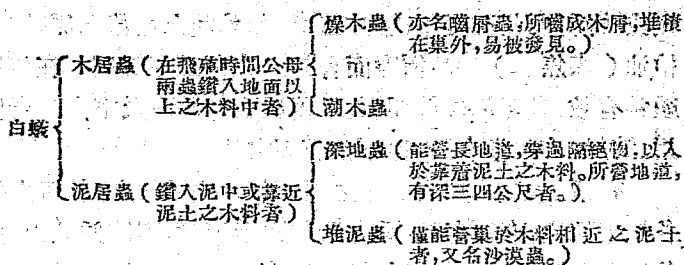 白蟻
木居蟲（在飛殖時間公母
兩蟲鑽入地面以
上之木料中者）
燥木蟲（亦名嚙屑蟲，所嚙成木屑，堆積
在巢外，易被發見。）
潮木蟲
泥居蟲（鑽入泥中或靠近
泥土之木料者）
深地蟲（能營長地道，穿過隔絕物，以入
於靠着泥土之木料。所營地道，
有深三四公尺者。）
堆泥蟲（僅能營巢於木料相近之泥土
者，又名沙漠蟲。）